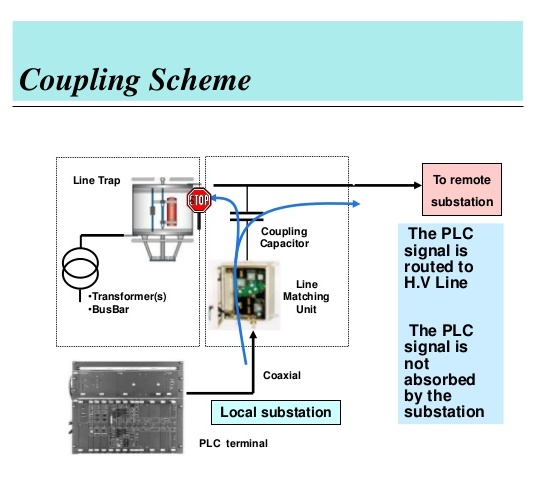 Coupling Scheme
Line Trap
STOP
To remote
substation
Coupling
Capacitor
The PLC
signal is
routed to
H.V Line
Line
Matching
Unit
•Transformer(s)
•BusBar
The PLC
signal is
not
absorbed
by the
substation
Coaxial
Local substation
PLC terminal